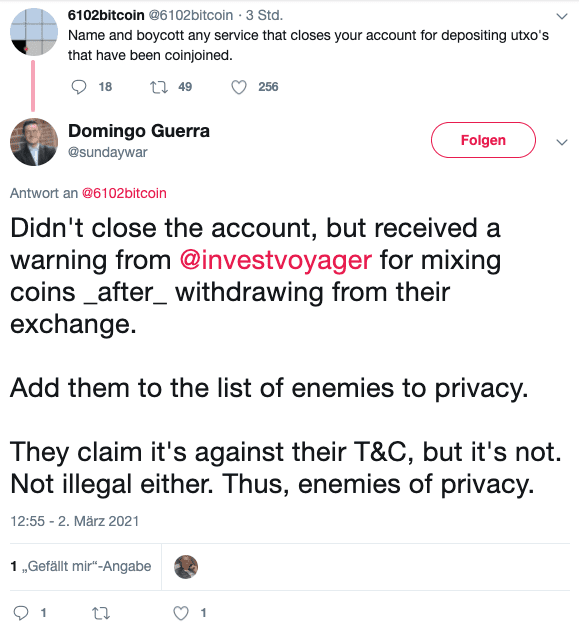 6102bitcoin @6102bitcoin · 3 Std.
Name and boycott any service that closes your account for depositing utxo's
that have been coinjoined.
18 49 256
Domingo Guerra
@sundaywar
Folgen
Antwort an @6102bitcoin
Didn't close the account, but received a
warning from @investvoyager for mixing
coins _after_ withdrawing from their
exchange.
Add them to the list of enemies to privacy.
They claim it's against their T&C, but it's not.
Not illegal either. Thus, enemies of privacy.
12:55 - 2. März 2021
1 „Gefällt mir“-Angabe
1 1